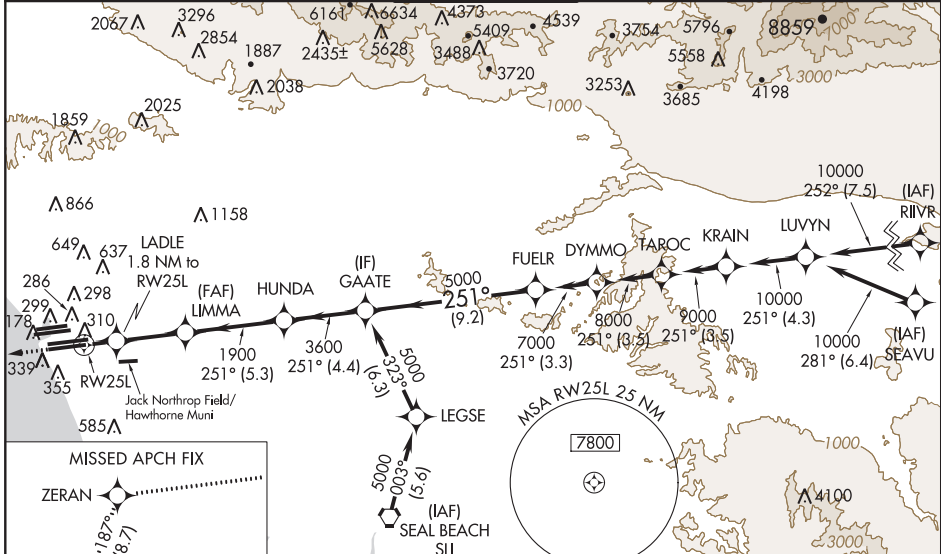 2067
3296
2854
1887
6161
6634
2435±
5628
4373
5409
3488
4539
3720
3754
5796
8859
5558
3253
3685
4198
3000
1000
2038
2025
1859
1000
866
1158
649
637
286
298
299
178
310
339
355
585
LADLE
1.8 NM to
RW25L
(FAF)
LIMMA
HUNDA
(IF)
GAATE
FUELR
DYMMO
TAROC
KRAIN
LUVYN
10000
252° (7.5)
(IAF)
RIIVR
5000
251°
(9.2)
1900
251° (5.3)
3600
251° (4.4)
7000
251° (3.3)
8000
251° (3.5)
9000
251° (3.5)
10000
251° (4.3)
10000
281° (6.4)
(IAF)
SEAVU
RW25L
Jack Northrop Field/
Hawthorne Muni
5000
323°
(6.3)
LEGSE
5000
003°
(5.6)
(IAF)
SEAL BEACH
SLI
MSA RW25L 25 NM
7800
1000
4100
3000
MISSED APCH FIX
ZERAN
187°